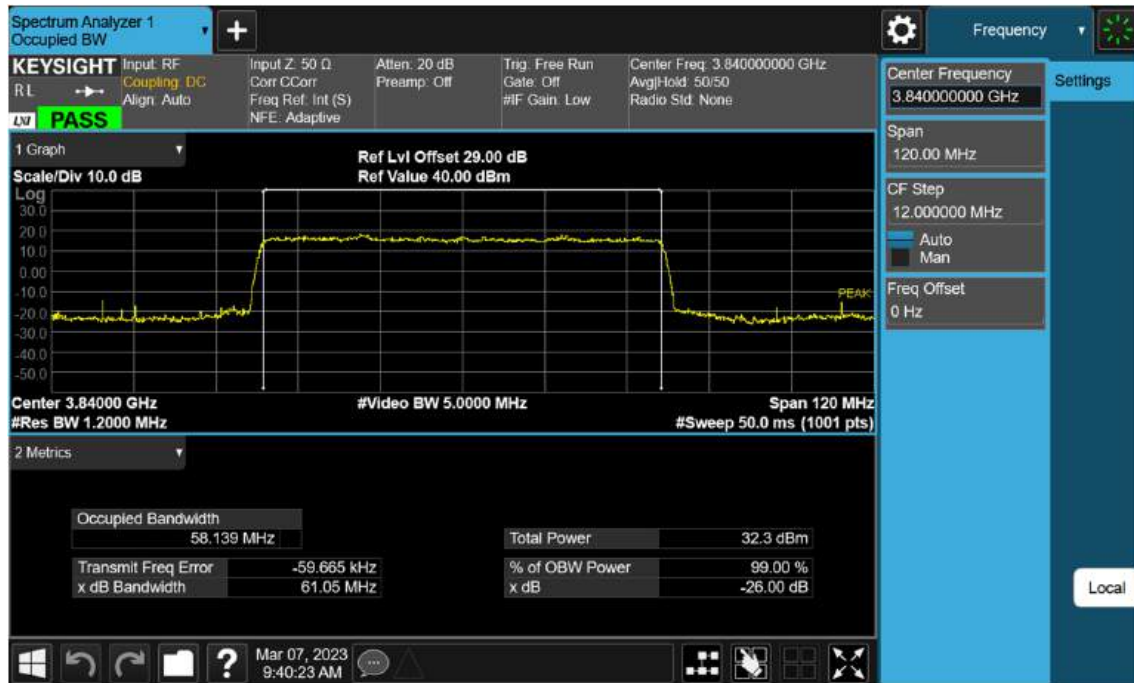 Spectrum Analyzer 1
Occupied BW
+
Frequency
KEYSIGHT
R L
LXI
PASS
Input: RF
Coupling: DC
Align: Auto
Input Z: 50 Ω
Corr CCorr
Freq Ref: Int (S)
NFE: Adaptive
Atten: 20 dB
Preamp: Off
Trig: Free Run
Gate: Off
#IF Gain: Low
Center Freq: 3.840000000 GHz
Avg|Hold: 50/50
Radio Std: None
Center Frequency
3.840000000 GHz
Settings
Span
120.00 MHz
CF Step
12.000000 MHz
Auto
Man
Freq Offset
0 Hz
Local
1 Graph
Scale/Div 10.0 dB
Ref Lvl Offset 29.00 dB
Ref Value 40.00 dBm
Log
30.0
20.0
10.0
0.00
-10.0
-20.0
-30.0
-40.0
-50.0
PEAK
Center 3.84000 GHz
#Video BW 5.0000 MHz
Span 120 MHz
#Res BW 1.2000 MHz
#Sweep 50.0 ms (1001 pts)
2 Metrics
Occupied Bandwidth
58.139 MHz
Total Power 32.3 dBm
Transmit Freq Error -59.665 kHz
% of OBW Power 99.00 %
x dB Bandwidth 61.05 MHz
x dB -26.00 dB
?
Mar 07, 2023
9:40:23 AM